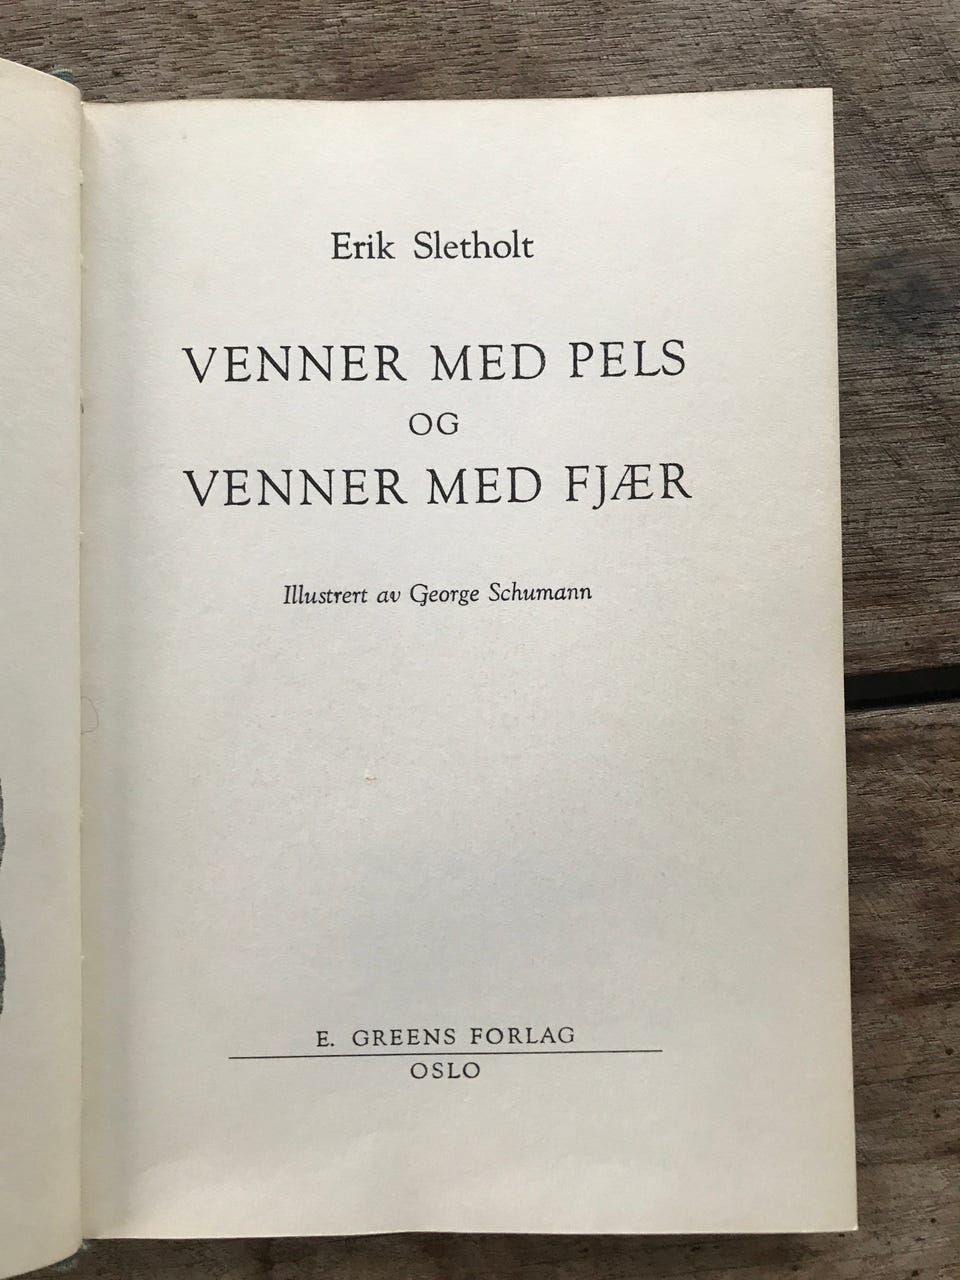 Erik Sletholt
VENNER MED PELS
OG
VENNER MED FJÆR
Illustrert av George Schumann
E. GREENS FORLAG
OSLO